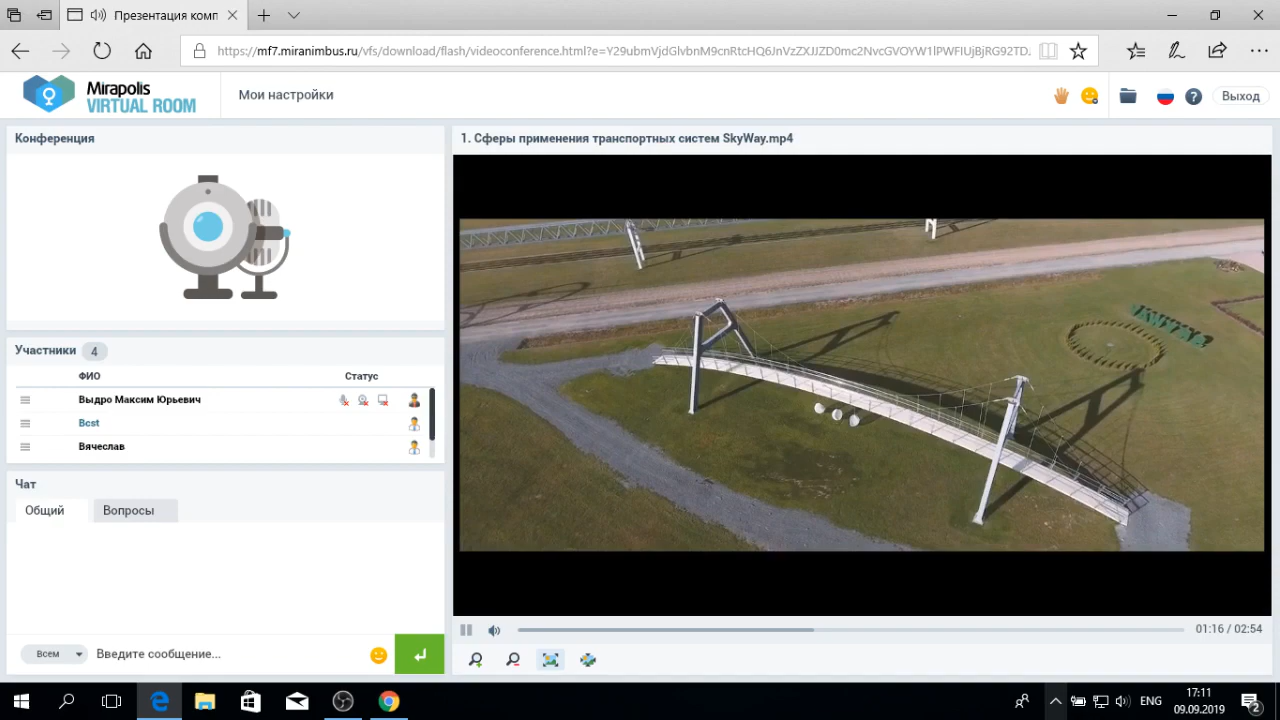 Презентация комп
https://mf7.miranimbus.ru/vfs/download/flash/videoconference.html?e=Y29ubmVjdGlvbnM9cnRtcHQ6JnVzZXJJZD0mc2NvcGVOYW1lPWFIUjBjRG92TDJ
Mirapolis
VIRTUAL ROOM
Мои настройки
Выход
Конференция
1. Сферы применения транспортных систем SkyWay.mp4
Участники 4
ФИО Статус
Выдро Максим Юрьевич
Bcst
Вячеслав
Чат
Общий Вопросы
Всем Введите сообщение...
01:16 / 02:54
ENG
17:11
09.09.2019
2